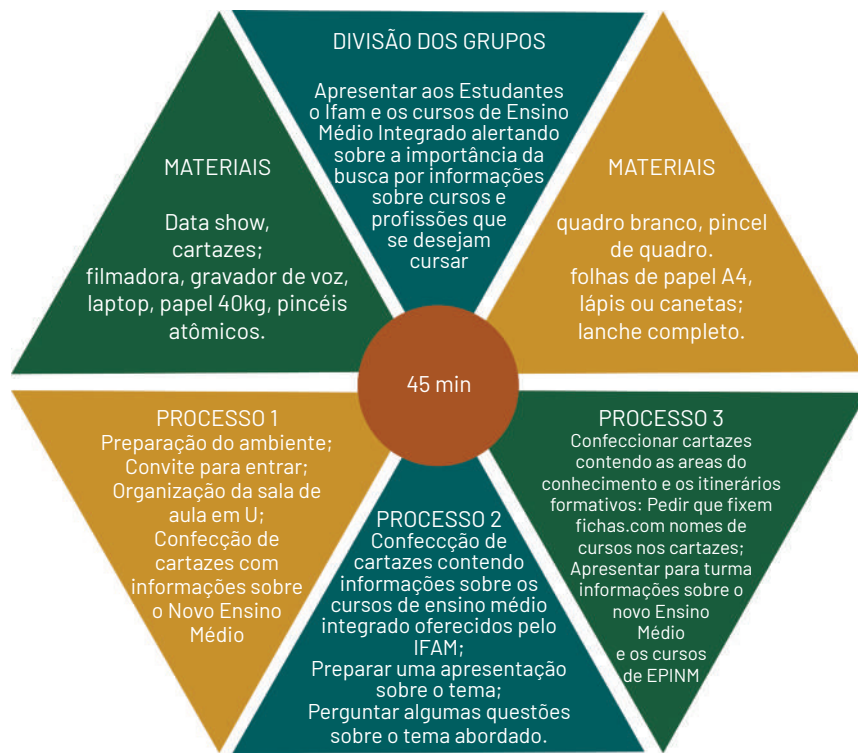 DIVISÃO DOS GRUPOS
Apresentar aos Estudantes
o Ifam e os cursos de Ensino
Médio Integrado alertando
sobre a importância da
busca por informações
sobre cursos e
profissões que
se desejam
cursar
MATERIAIS
Data show,
cartazes;
filmadora, gravador de voz,
laptop, papel 40kg, pincéis
atômicos.
MATERIAIS
quadro branco, pincel
de quadro.
folhas de papel A4,
lápis ou canetas;
lanche completo.
45 min
PROCESSO 1
Preparação do ambiente;
Convite para entrar;
Organização da sala de
aula em U;
Confecção de
cartazes com
informações sobre
o Novo Ensino
Médio
PROCESSO 2
Confeccção de
cartazes contendo
informações sobre os
cursos de ensino médio
integrado oferecidos pelo
IFAM;
Preparar uma apresentação
sobre o tema;
Perguntar algumas questões
sobre o tema abordado.
PROCESSO 3
Confeccionar cartazes
contendo as areas do
conhecimento e os itinerários
formativos: Pedir que fixem
fichas.com nomes de
cursos nos cartazes;
Apresentar para turma
informações sobre o
novo Ensino
Médio
e os cursos
de EPINM